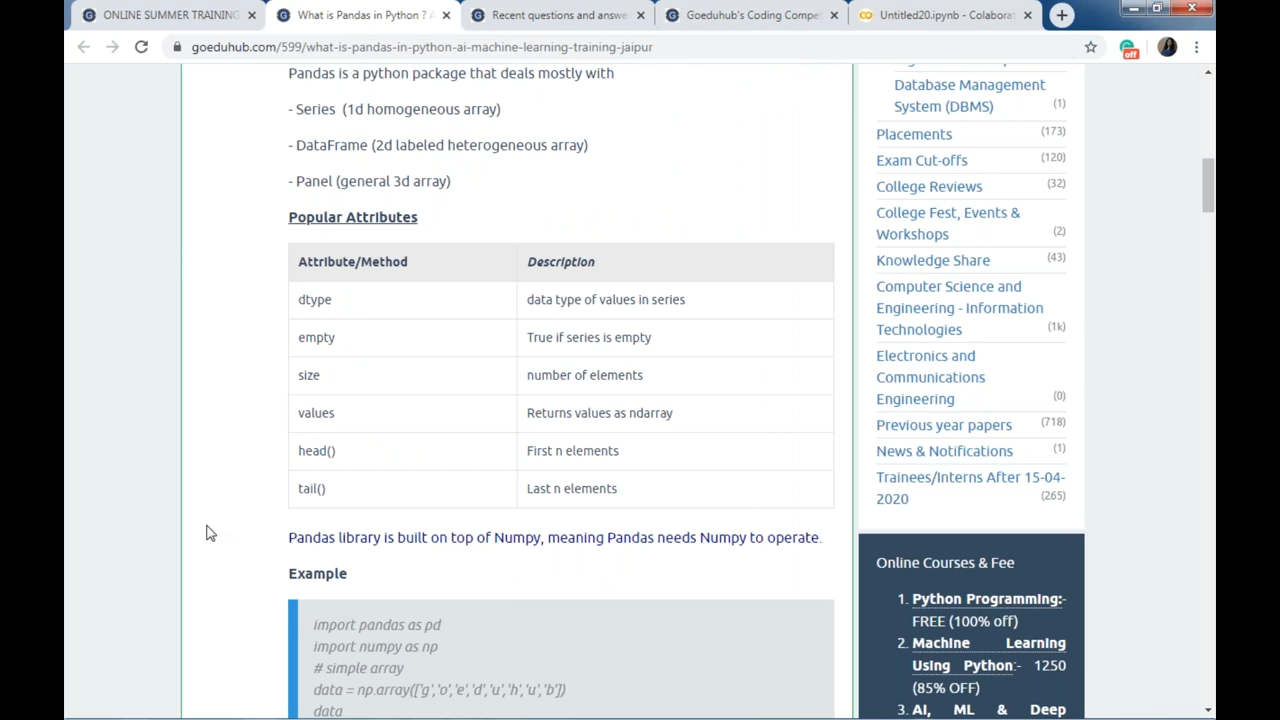 ONLINE SUMMER TRAINING
What is Pandas in Python ? A
Recent questions and answe
Goeduhub's Coding Compet
Untitled20.ipynb - Colaborat
goeduhub.com/599/what-is-pandas-in-python-ai-machine-learning-training-jaipur
off
Pandas is a python package that deals mostly with
- Series (1d homogeneous array)
- DataFrame (2d labeled heterogeneous array)
- Panel (general 3d array)
Popular Attributes
Attribute/Method Description
dtype data type of values in series
empty True if series is empty
size number of elements
values Returns values as ndarray
head() First n elements
tail() Last n elements
Pandas library is built on top of Numpy, meaning Pandas needs Numpy to operate.
Example
import pandas as pd
import numpy as np
# simple array
data = np.array(['g','o','e','d','u','h','u','b'])
data
Database Management
System (DBMS) (1)
Placements (173)
Exam Cut-offs (120)
College Reviews (32)
College Fest, Events &
Workshops (2)
Knowledge Share (43)
Computer Science and
Engineering - Information
Technologies (1k)
Electronics and
Communications
Engineering (0)
Previous year papers (718)
News & Notifications (1)
Trainees/Interns After 15-04-
2020 (265)
Online Courses & Fee
1. Python Programming:-
FREE (100% off)
2. Machine Learning
Using Python:- 1250
(85% OFF)
3. AI, ML & Deep